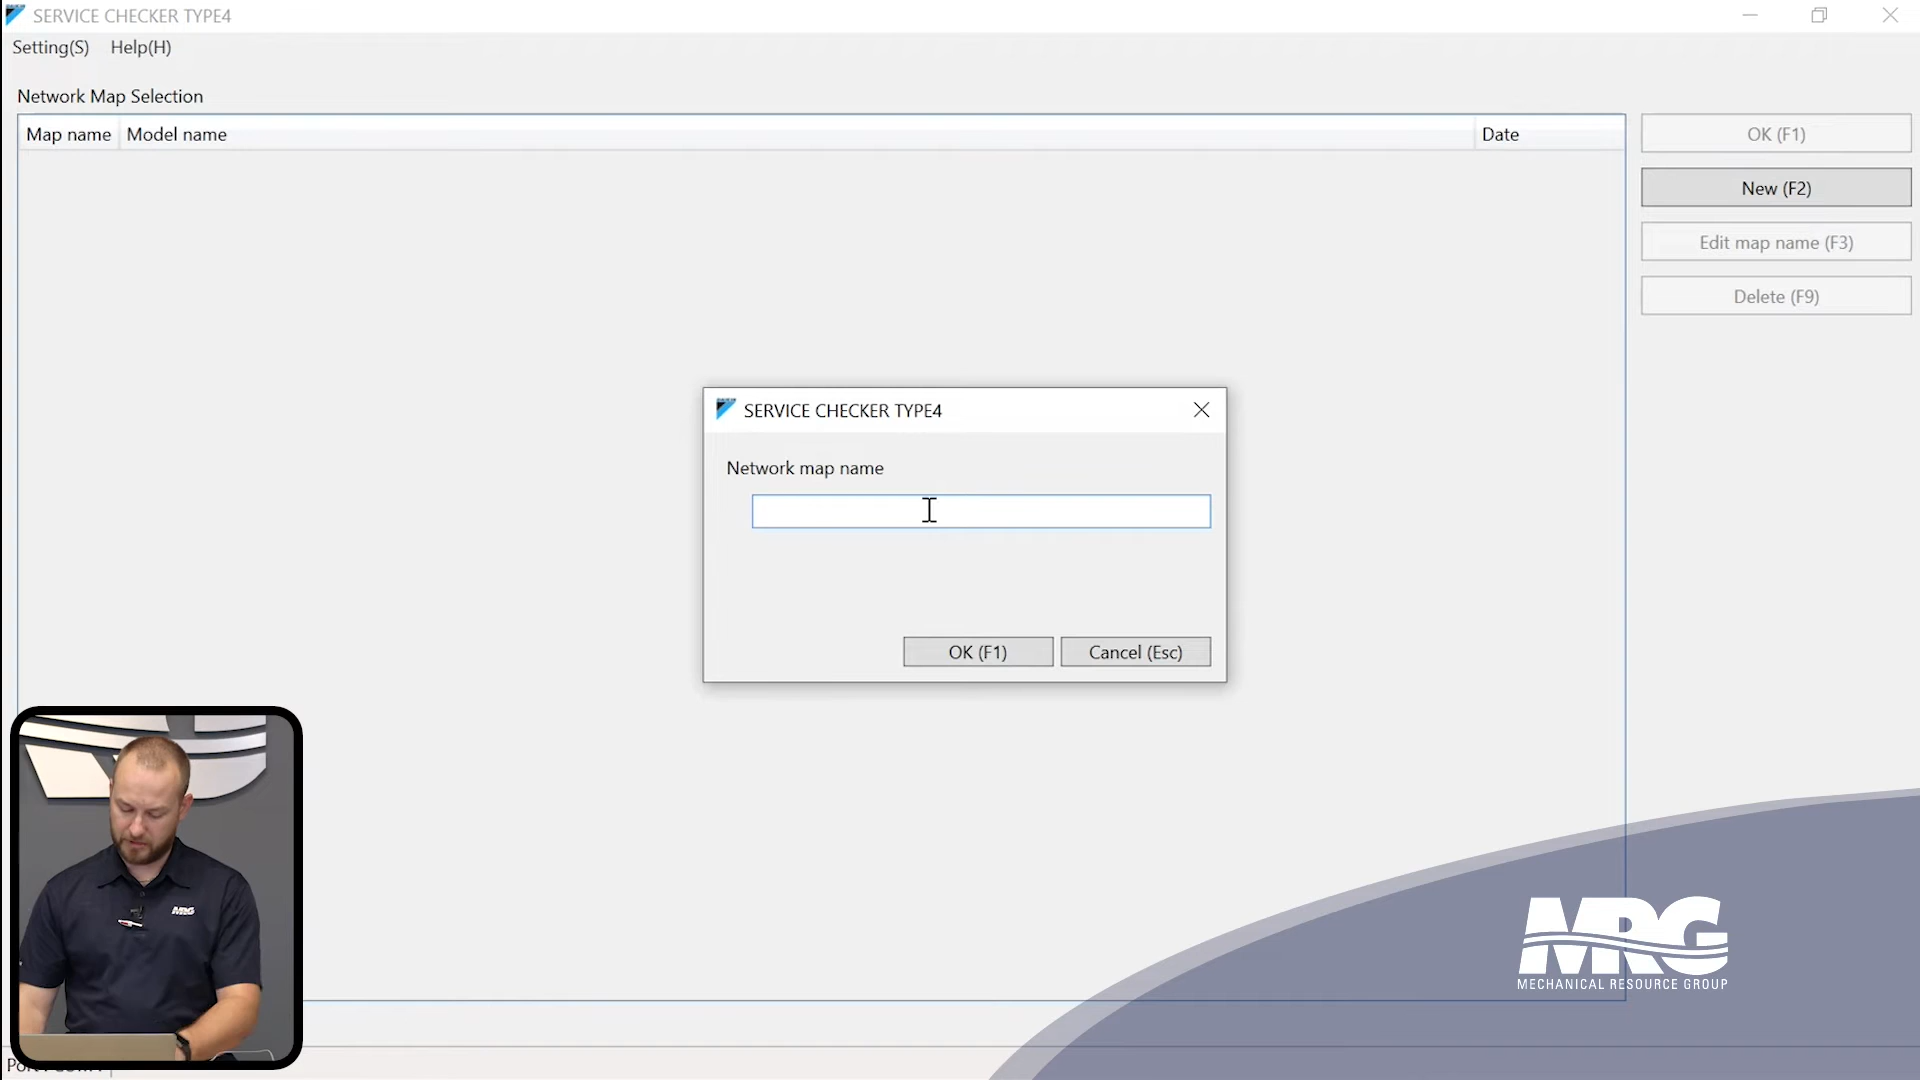 SERVICE CHECKER TYPE4
Setting(S) Help(H)
Network Map Selection
Map name Model name Date
OK (F1)
New (F2)
Edit map name (F3)
Delete (F9)
SERVICE CHECKER TYPE4
Network map name
OK (F1) Cancel (Esc)
MRG
MRG
MECHANICAL RESOURCE GROUP